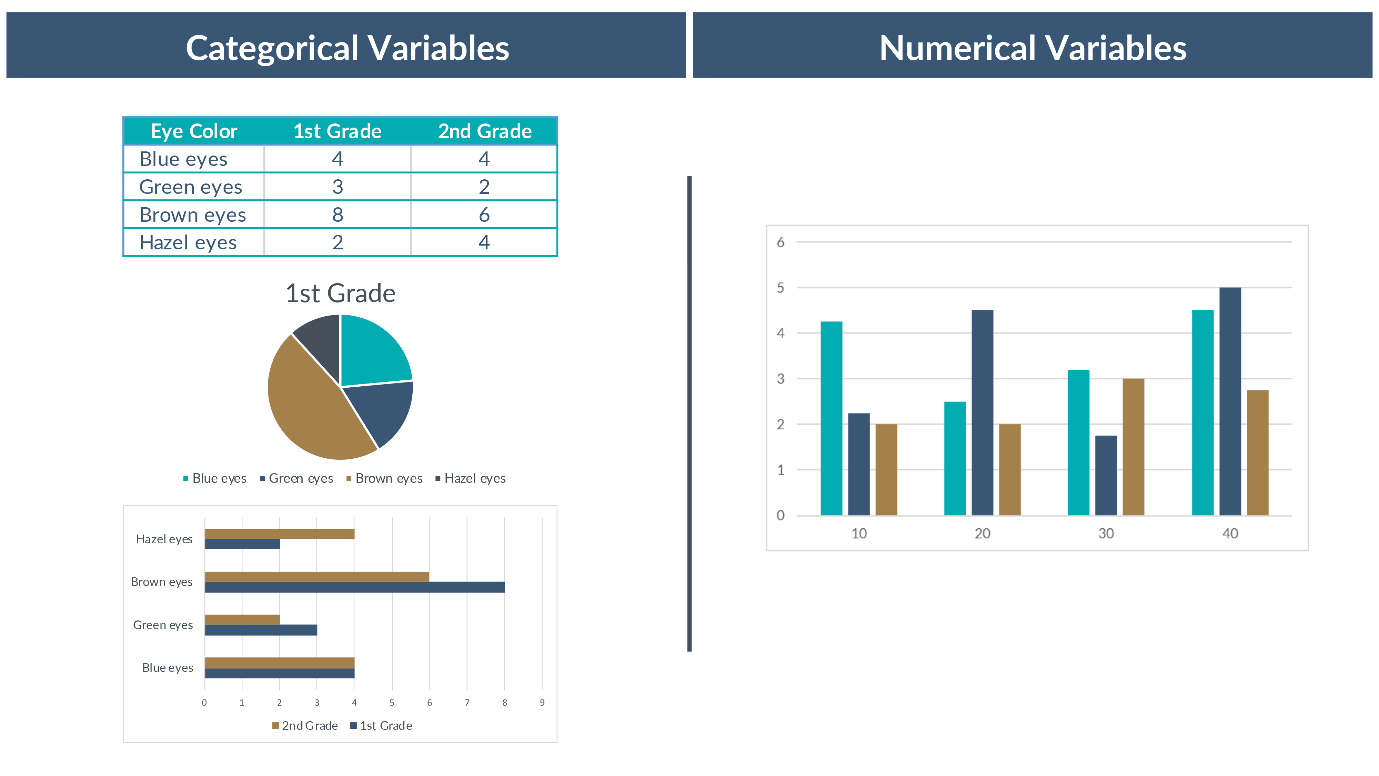 Categorical Variables
Eye Color 1st Grade 2nd Grade
Blue eyes 4 4
Green eyes 3 2
Brown eyes 8 6
Hazel eyes 2 4
1st Grade
Blue eyes Green eyes Brown eyes Hazel eyes
Hazel eyes
Brown eyes
Green eyes
Blue eyes
0 1 2 3 4 5 6 7 8 9
2nd Grade 1st Grade
Numerical Variables
6
5
4
3
2
1
0
10 20 30 40